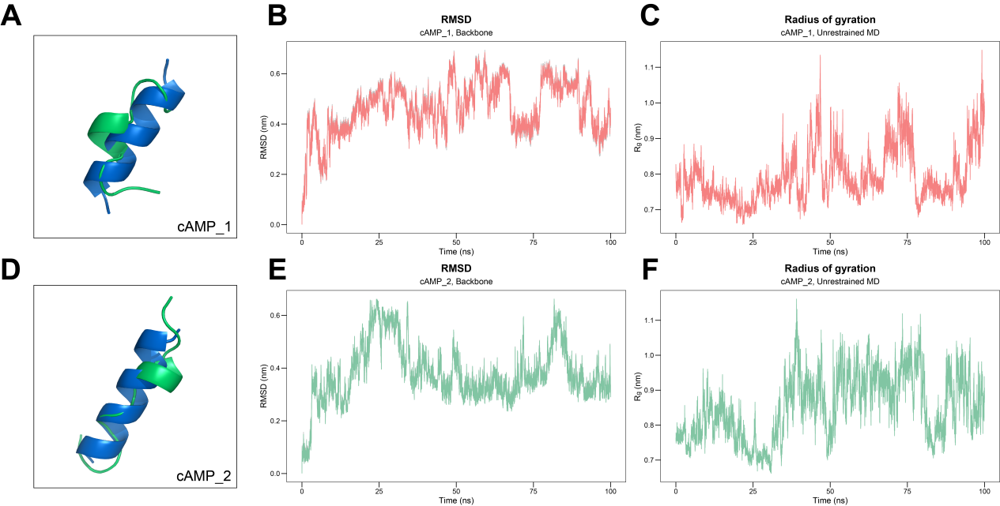 A
cAMP_1
B
RMSD
cAMP_1, Backbone
RMSD (nm)
0.6
0.4
0.2
0.0
0 25 50 75 100
Time (ns)
C
Radius of gyration
cAMP_1, Unrestrained MD
Rg (nm)
1.1
1.0
0.9
0.8
0.7
0 25 50 75 100
Time (ns)
D
cAMP_2
E
RMSD
cAMP_2, Backbone
RMSD (nm)
0.6
0.4
0.2
0.0
0 25 50 75 100
Time (ns)
F
Radius of gyration
cAMP_2, Unrestrained MD
Rg (nm)
1.1
1.0
0.9
0.8
0.7
0 25 50 75 100
Time (ns)